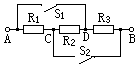 S₁
R₁ R₂ R₃
A C D B
S₂